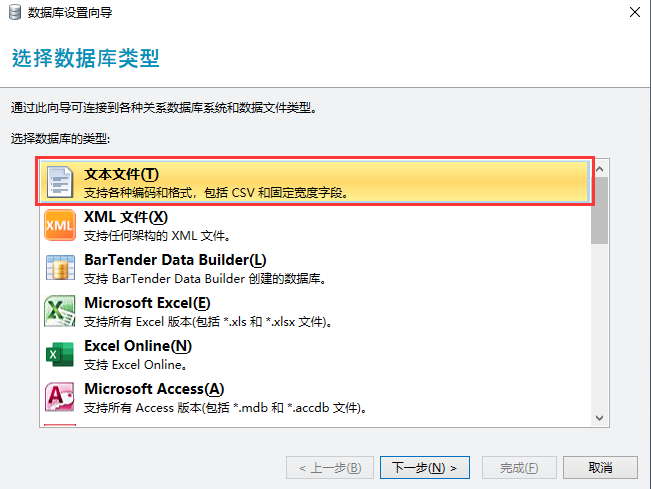 数据库设置向导
选择数据库类型
通过此向导可连接到各种关系数据库系统和数据文件类型。
选择数据库的类型:
文本文件(T)
支持各种编码和格式，包括 CSV 和固定宽度字段。
XML
XML 文件(X)
支持任何架构的 XML 文件。
BarTender Data Builder(L)
支持 BarTender Data Builder 创建的数据库。
Microsoft Excel(E)
支持所有 Excel 版本(包括 *.xls 和 *.xlsx 文件)。
Excel Online(N)
支持 Excel Online。
Microsoft Access(A)
支持所有 Access 版本(包括 *.mdb 和 *.accdb 文件)。
< 上一步(B)
下一步(N) >
完成(F)
取消